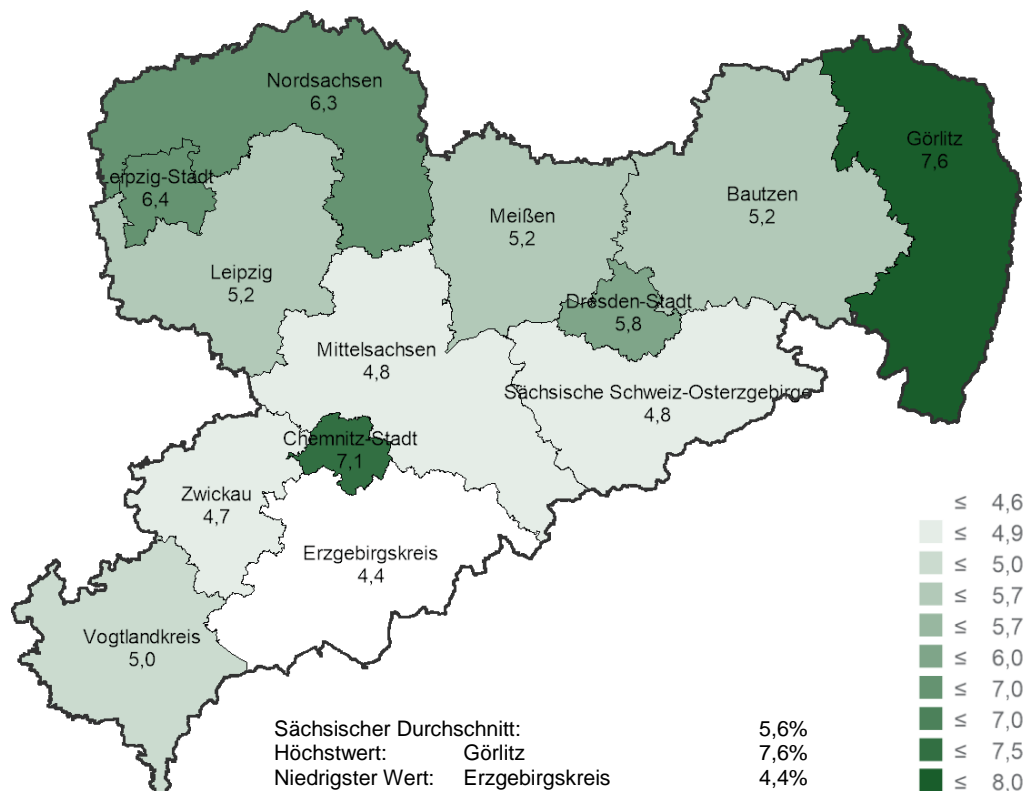 Nordsachsen
6,3
Görlitz
7,6
Leipzig-Stadt
6,4
Bautzen
5,2
Meißen
5,2
Leipzig
5,2
Dresden-Stadt
5,8
Mittelsachsen
4,8
Sächsische Schweiz-Osterzgebirge
4,8
Chemnitz-Stadt
7,1
Zwickau
4,7
Erzgebirgskreis
4,4
Vogtlandkreis
5,0
≤ 4,6
≤ 4,9
≤ 5,0
≤ 5,7
≤ 5,7
≤ 6,0
≤ 7,0
≤ 7,0
≤ 7,5
≤ 8,0
Sächsischer Durchschnitt: 5,6%
Höchstwert: Görlitz 7,6%
Niedrigster Wert: Erzgebirgskreis 4,4%